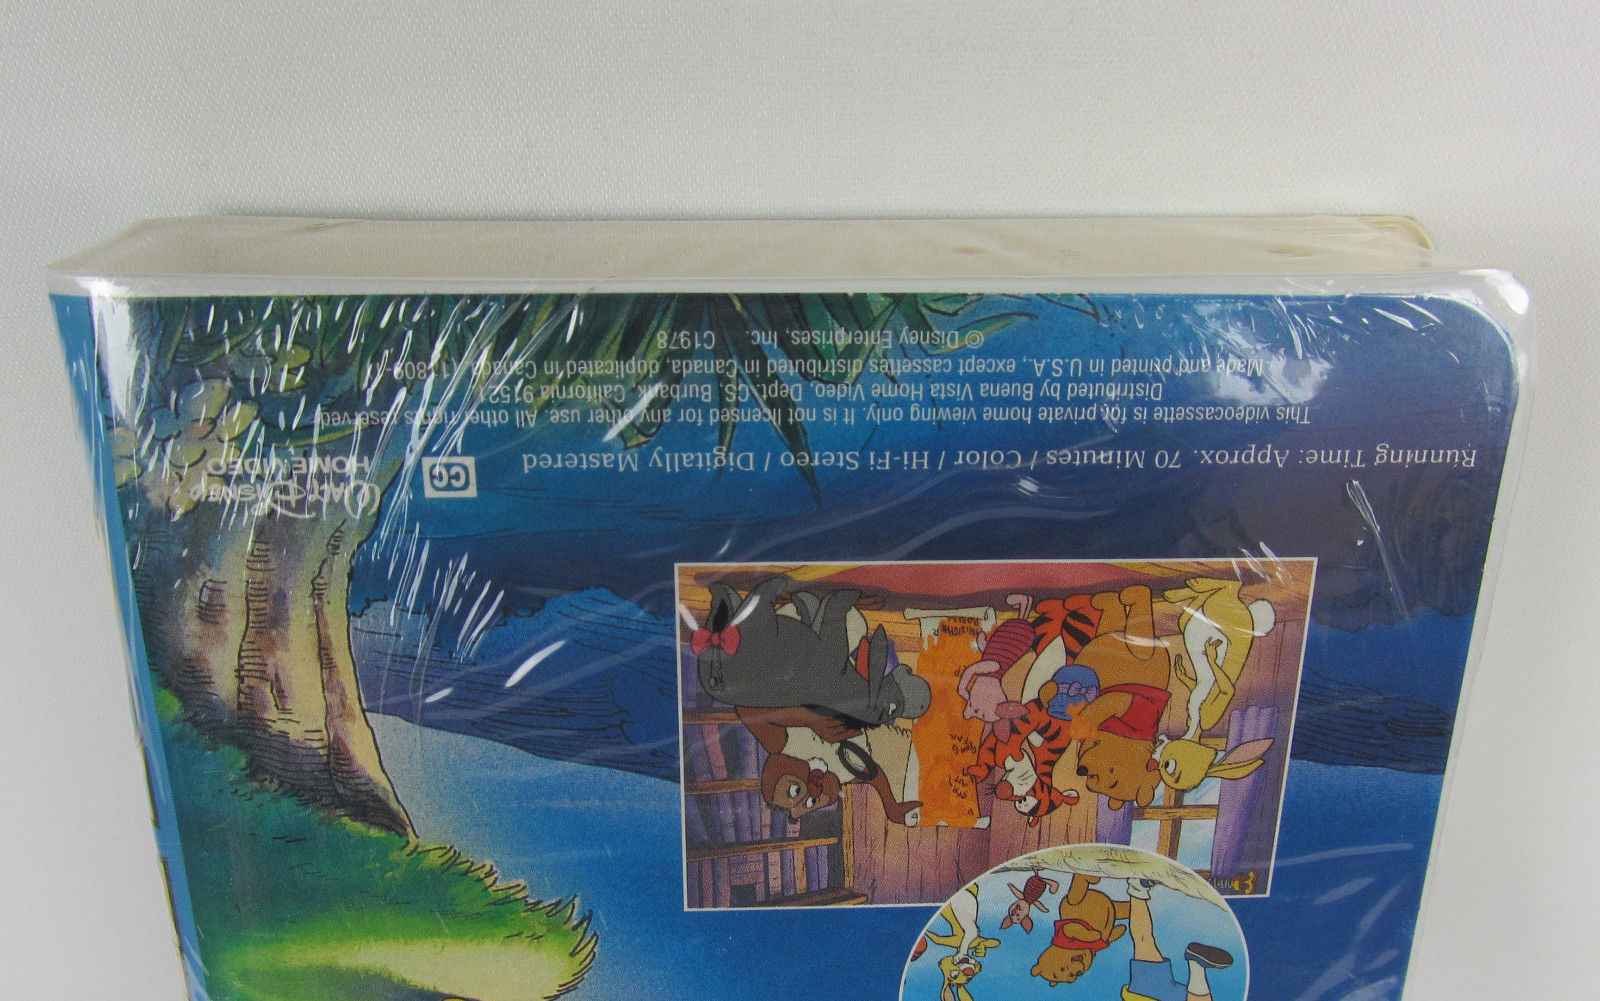 Running Time: Approx. 70 Minutes / Color / Hi-Fi Stereo / Digitally Mastered
CC
WALT DISNEY
HOME VIDEO
This videocassette is for private home viewing only. It is not licensed for any other use. All other rights reserved.
Distributed by Buena Vista Home Video, Dept. CS, Burbank, California 91521
Made and printed in U.S.A., except cassettes distributed in Canada, duplicated in Canada.
© Disney Enterprises, Inc. C1978